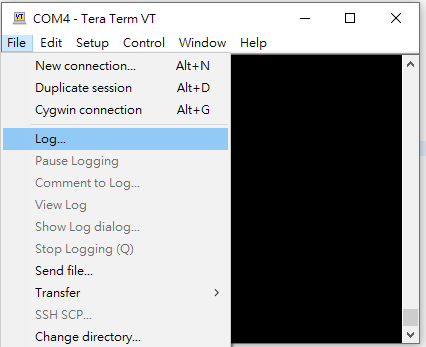 COM4 - Tera Term VT
File Edit Setup Control Window Help
New connection... Alt+N
Duplicate session Alt+D
Cygwin connection Alt+G
Log...
Pause Logging
Comment to Log...
View Log
Show Log dialog...
Stop Logging (Q)
Send file...
Transfer
SSH SCP...
Change directory...